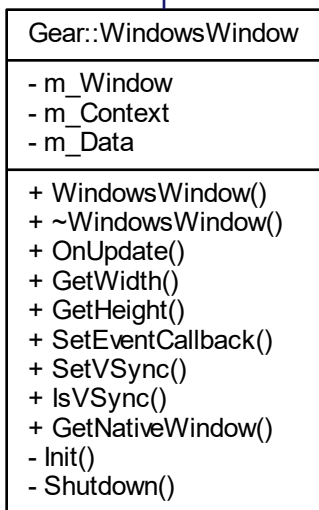 Gear::WindowsWindow
- m_Window
- m_Context
- m_Data
+ WindowsWindow()
+ ~WindowsWindow()
+ OnUpdate()
+ GetWidth()
+ GetHeight()
+ SetEventCallback()
+ SetVSync()
+ IsVSync()
+ GetNativeWindow()
- Init()
- Shutdown()